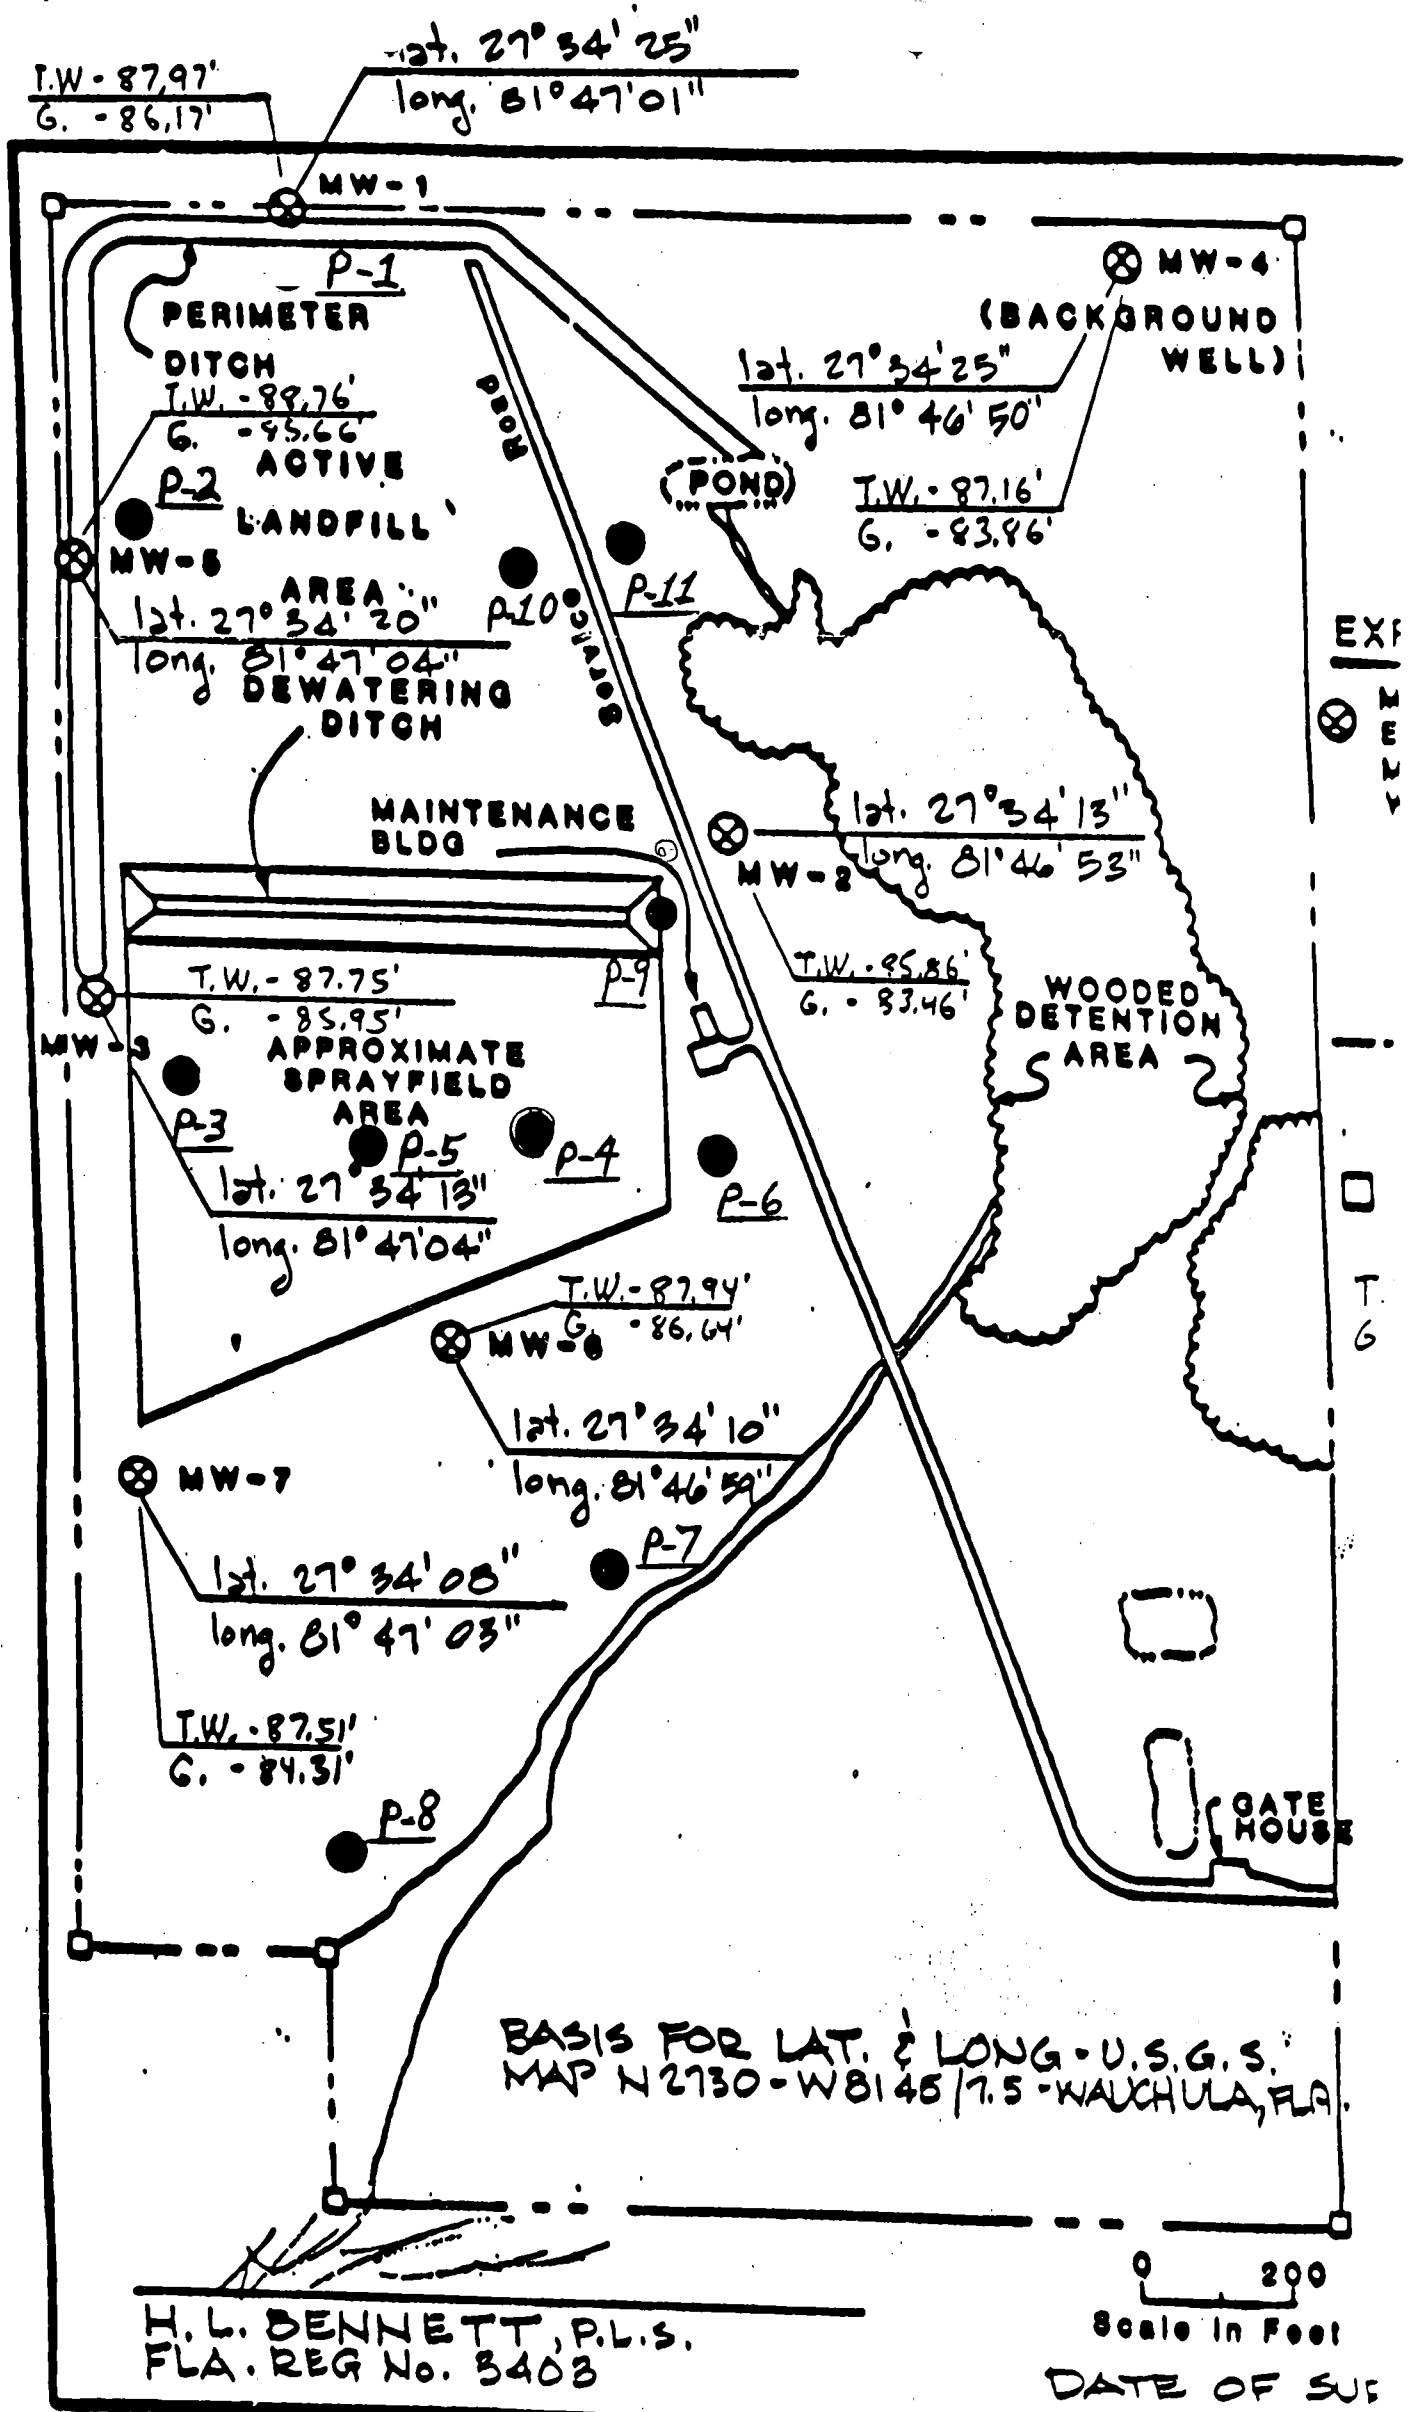 lat. 27° 34' 25"
long. 81° 47' 01"
T.W - 87.97'
G. - 86.17'
MW-1
P-1
MW-4
(BACKGROUND
WELL)
PERIMETER
DITCH
lat. 27° 34' 25"
long. 81° 46' 50"
T.W. - 88.76'
G. - 85.66'
Road
ACTIVE
P-2
(POND)
T.W. - 87.16'
G. - 83.86'
LANDFILL
MW-5
AREA
P-10
P-11
lat. 27° 34' 20"
long. 81° 47' 04"
Service
DEWATERING
DITCH
MAINTENANCE
BLDG
lat. 27° 34' 13"
long. 81° 46' 53"
MW-2
T.W. - 85.86'
G. - 83.46'
T.W. - 87.75'
G. - 85.95'
P-9
WOODED
DETENTION
AREA
MW-3
APPROXIMATE
SPRAYFIELD
AREA
P-3
P-5
P-4
P-6
lat. 27° 34' 13"
long. 81° 47' 04"
T.W. - 87.94'
G. - 86.64'
MW-6
T.
G
lat. 27° 34' 10"
long. 81° 46' 59"
MW-7
P-7
lat. 27° 34' 08"
long. 81° 47' 03"
T.W. - 87.51'
G. - 84.31'
P-8
GATE
HOUSE
BASIS FOR LAT. & LONG - U.S.G.S.
MAP N2730-W8145/7.5-WAUCHULA, FLA.
0 200
Scale in Feet
H. L. BENNETT, P.L.S.
FLA. REG No. 3403
DATE OF